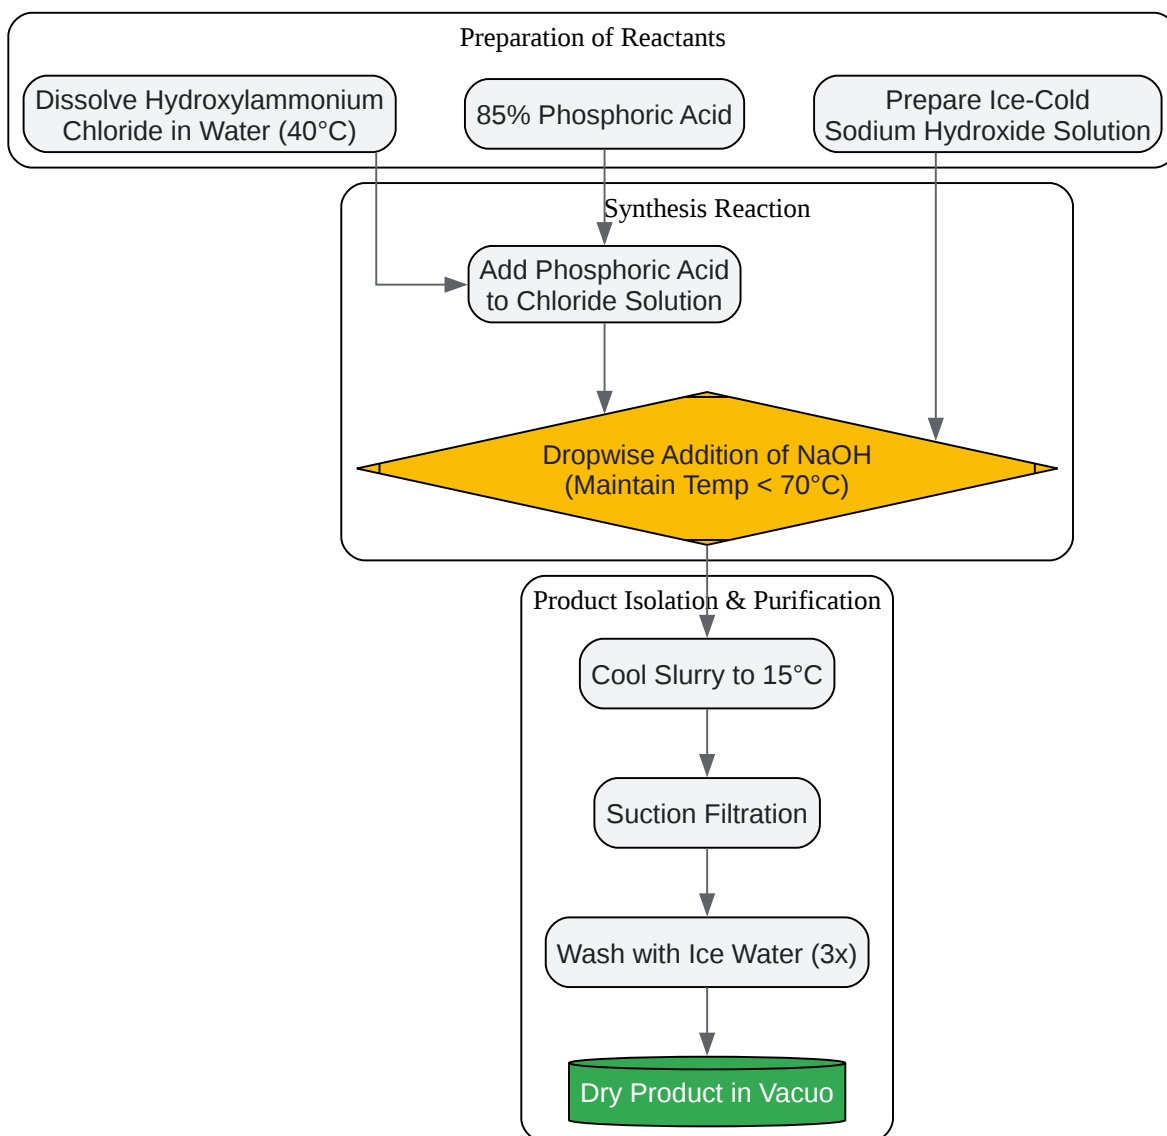 Preparation of Reactants
Dissolve Hydroxylammonium
Chloride in Water (40°C)
85% Phosphoric Acid
Prepare Ice-Cold
Sodium Hydroxide Solution
Synthesis Reaction
Add Phosphoric Acid
to Chloride Solution
Dropwise Addition of NaOH
(Maintain Temp < 70°C)
Product Isolation & Purification
Cool Slurry to 15°C
Suction Filtration
Wash with Ice Water (3x)
Dry Product in Vacuo